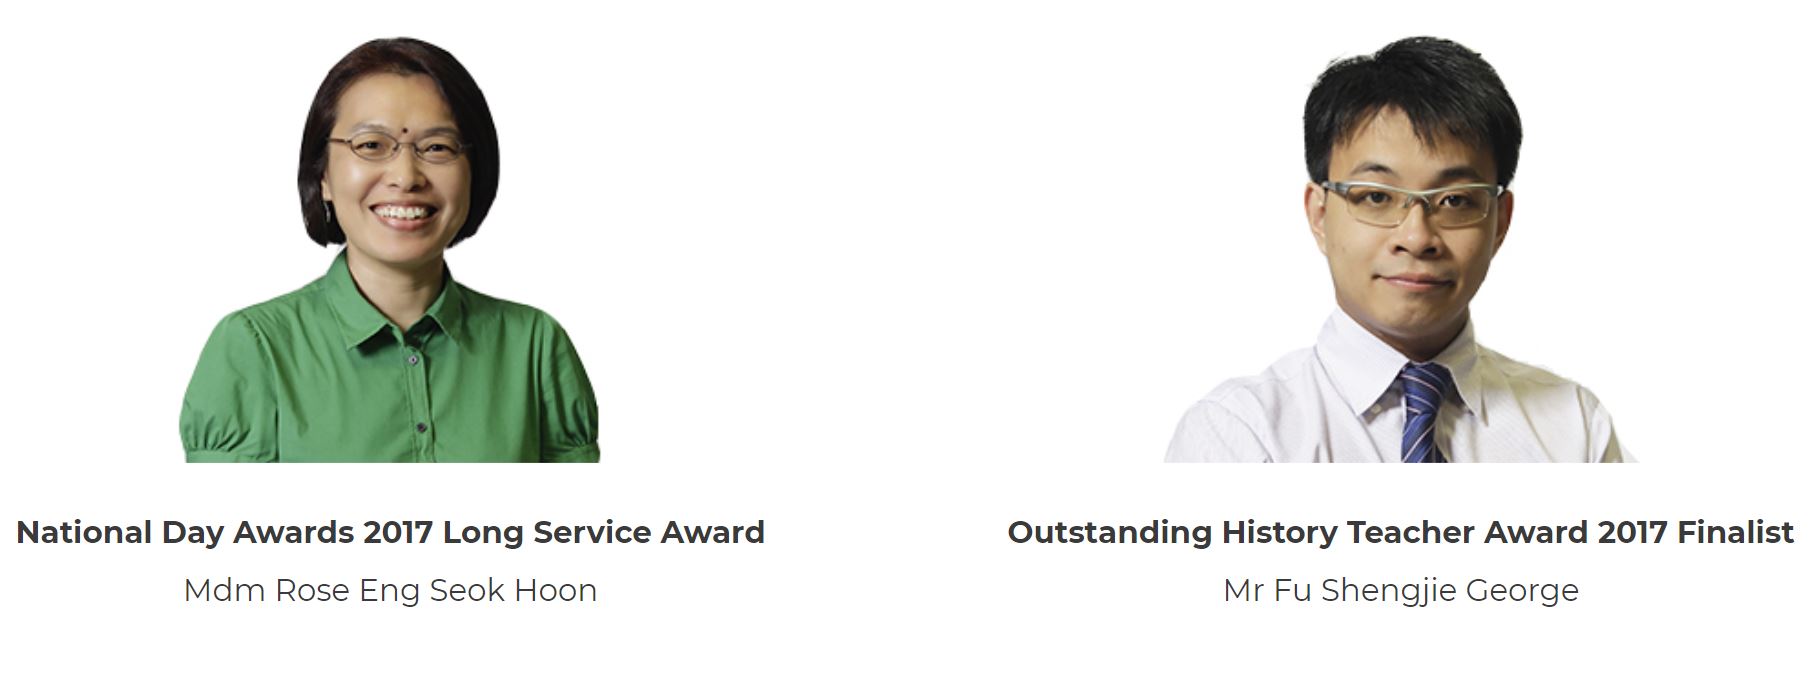 National Day Awards 2017 Long Service Award
Mdm Rose Eng Seok Hoon
Outstanding History Teacher Award 2017 Finalist
Mr Fu Shengjie George